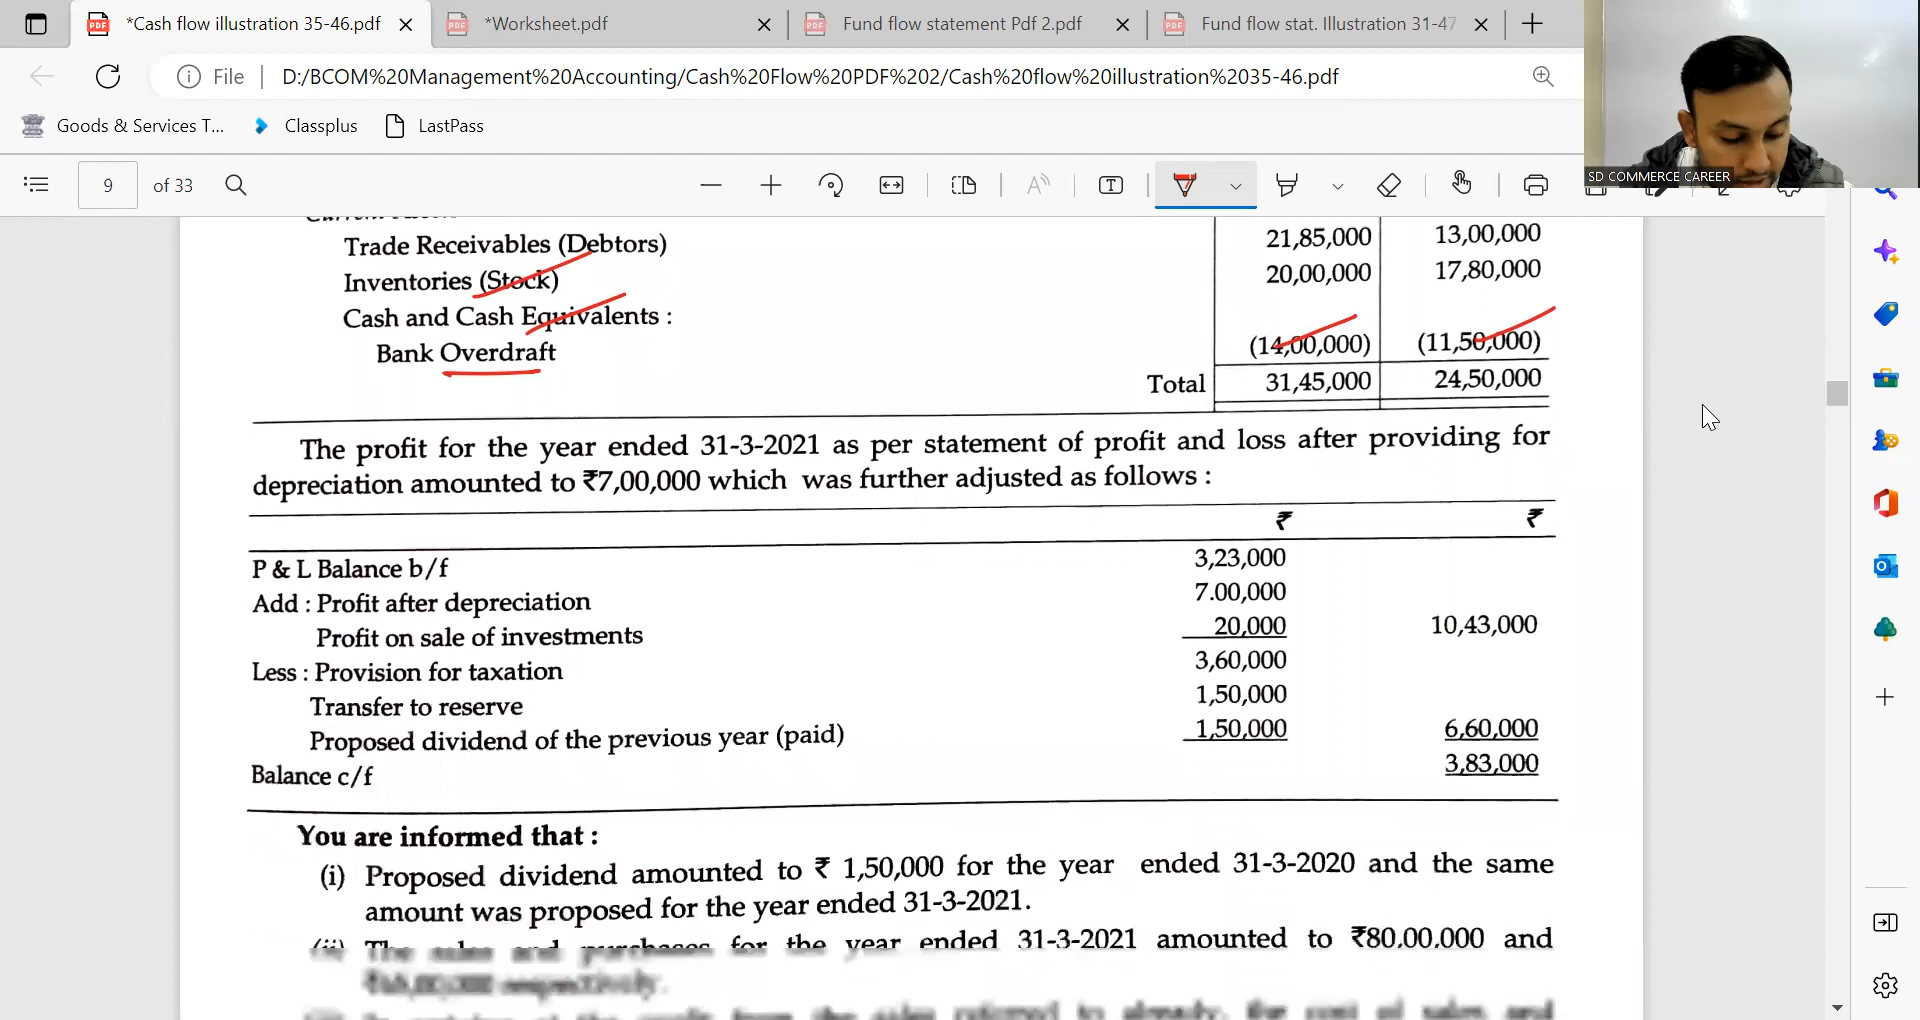 *Cash flow illustration 35-46.pdf
*Worksheet.pdf
Fund flow statement Pdf 2.pdf
Fund flow stat. Illustration 31-47
File
D:/BCOM%20Management%20Accounting/Cash%20Flow%20PDF%202/Cash%20flow%20illustration%2035-46.pdf
Goods & Services T...
Classplus
LastPass
SD COMMERCE CAREER
9 of 33
Trade Receivables (Debtors) 21,85,000 13,00,000
Inventories (Stock) 20,00,000 17,80,000
Cash and Cash Equivalents :
Bank Overdraft (14,00,000) (11,50,000)
Total 31,45,000 24,50,000
The profit for the year ended 31-3-2021 as per statement of profit and loss after providing for
depreciation amounted to ₹7,00,000 which was further adjusted as follows :
₹ ₹
P & L Balance b/f 3,23,000
Add : Profit after depreciation 7.00,000
Profit on sale of investments 20,000 10,43,000
Less : Provision for taxation 3,60,000
Transfer to reserve 1,50,000
Proposed dividend of the previous year (paid) 1,50,000 6,60,000
Balance c/f 3,83,000
You are informed that :
(i) Proposed dividend amounted to ₹ 1,50,000 for the year ended 31-3-2020 and the same
amount was proposed for the year ended 31-3-2021.
(ii) The sales and purchases for the year ended 31-3-2021 amounted to ₹80,00,000 and
respectively.